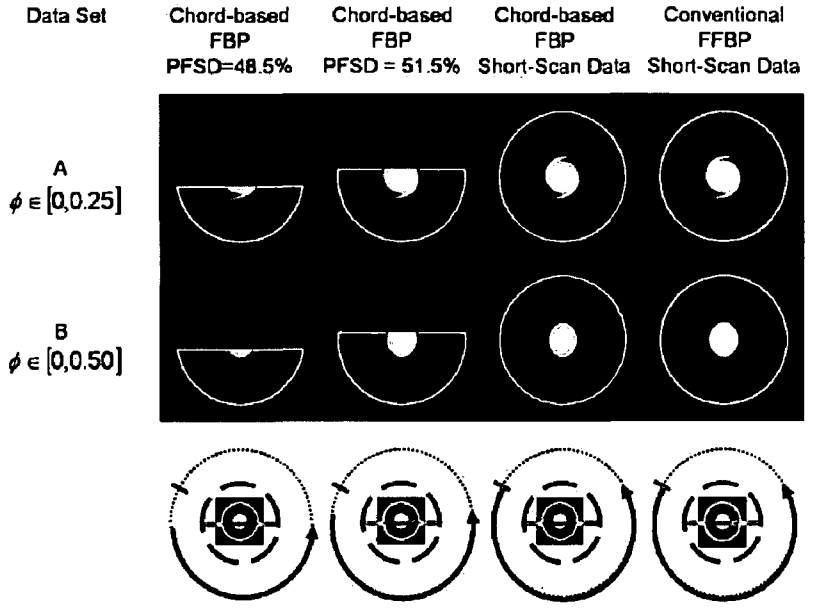 Data Set
Chord-based
FBP
PFSD=48.5%
Chord-based
FBP
PFSD = 51.5%
Chord-based
FBP
Short-Scan Data
Conventional
FFBP
Short-Scan Data
A
ϕ ∈ [0,0.25]
B
ϕ ∈ [0,0.50]